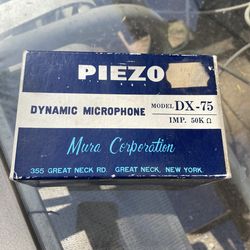 PIEZO
DYNAMIC MICROPHONE MODEL DX-75
IMP. 50K Ω
Mura Corporation
355 GREAT NECK RD. GREAT NECK, NEW YORK